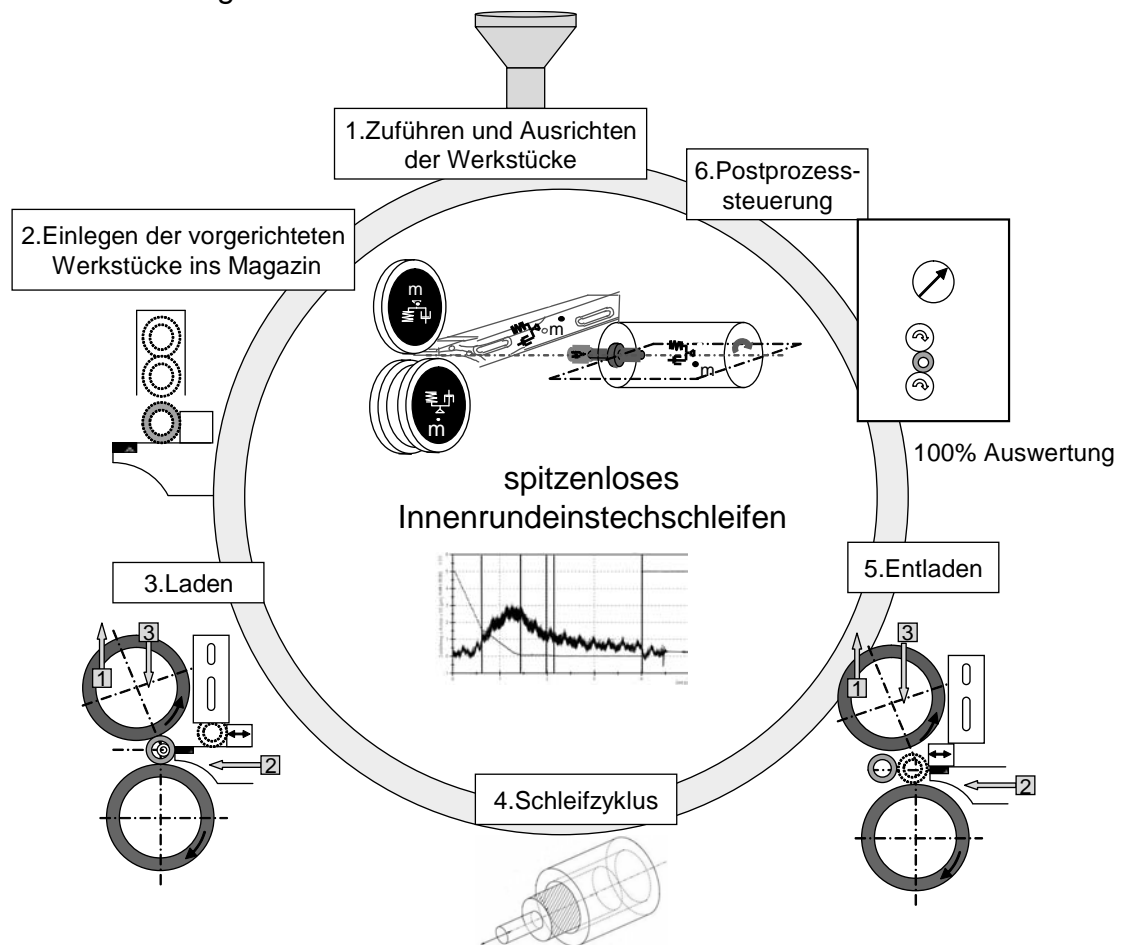 1.Zuführen und Ausrichten
der Werkstücke
6.Postprozess-
steuerung
2.Einlegen der vorgerichteten
Werkstücke ins Magazin
m
m
m
m
100% Auswertung
spitzenloses
Innenrundeinstechschleifen
3.Laden
5.Entladen
1
3
2
1
3
2
4.Schleifzyklus